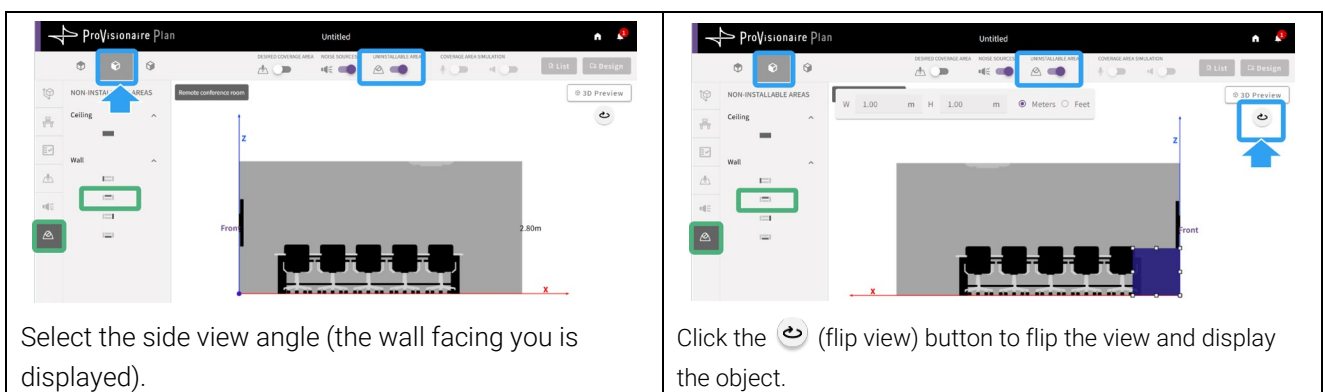 ProVisionaire Plan
Untitled
DESIRED COVERAGE AREA
NOISE SOURCES
UNINSTALLABLE AREA
COVERAGE AREA SIMULATION
List
Design
NON-INSTALLABLE AREAS
Remote conference room
3D Preview
Ceiling
Z
Wall
Front
2.80m
X
Select the side view angle (the wall facing you is
displayed).
ProVisionaire Plan
Untitled
DESIRED COVERAGE AREA
NOISE SOURCES
UNINSTALLABLE AREA
COVERAGE AREA SIMULATION
List
Design
NON-INSTALLABLE AREAS
3D Preview
W 1.00 m H 1.00 m Meters Feet
Ceiling
Z
Wall
Front
X
Click the (flip view) button to flip the view and display
the object.